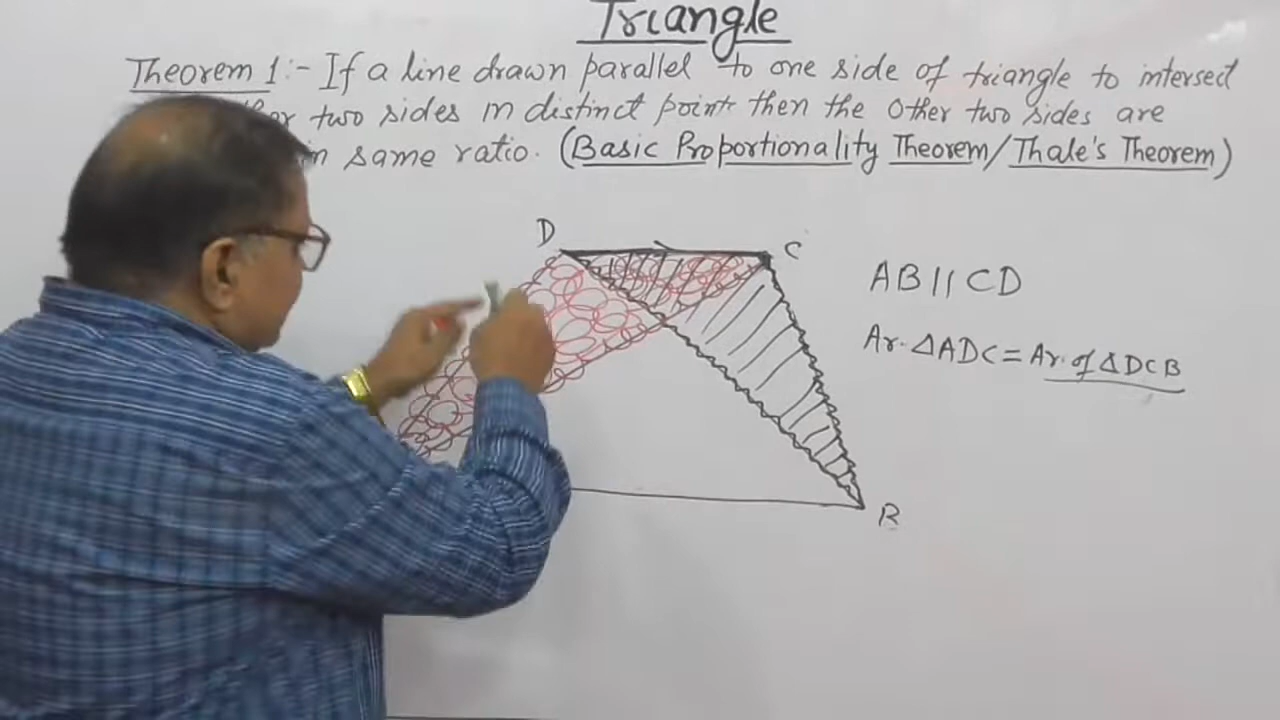 Triangle
Theorem 1:- If a line drawn parallel to one side of triangle to intersect
two sides in distinct points then the other two sides are
in same ratio. (Basic Proportionality Theorem/Thale's Theorem)
D
C
AB || CD
Ar. ΔADC = Ar. of ΔDCB
B